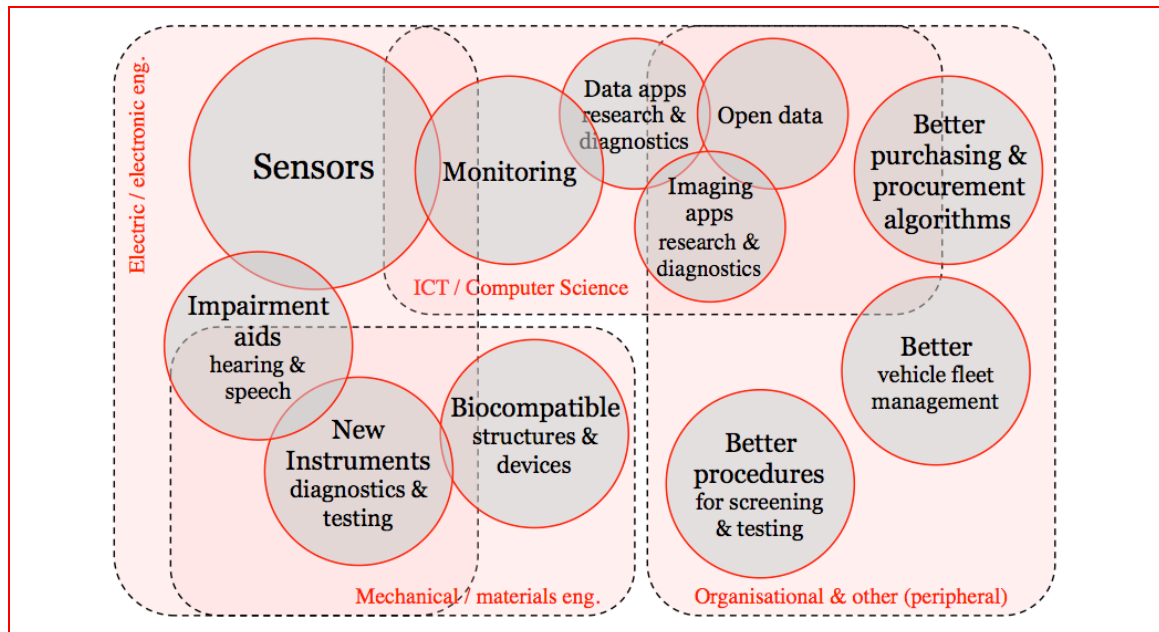 Electric / electronic eng.
Sensors
Monitoring
Data apps
research &
diagnostics
Open data
Better
purchasing &
procurement
algorithms
Imaging
apps
research &
diagnostics
ICT / Computer Science
Impairment
aids
hearing &
speech
Better
vehicle fleet
management
Biocompatible
structures &
devices
New
Instruments
diagnostics &
testing
Better
procedures
for screening
& testing
Mechanical / materials eng.
Organisational & other (peripheral)